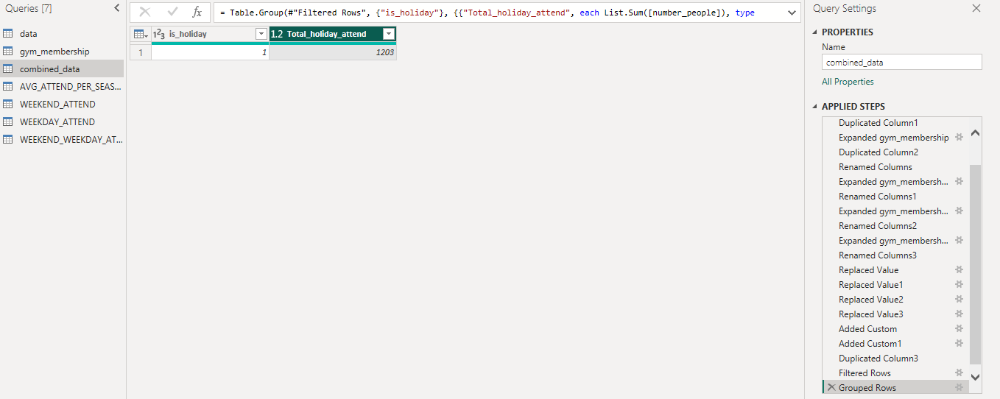 Queries [7]
data
gym_membership
combined_data
AVG_ATTEND_PER_SEAS...
WEEKEND_ATTEND
WEEKDAY_ATTEND
WEEKEND_WEEKDAY_AT...
fx
= Table.Group(#"Filtered Rows", {"is_holiday"}, {{"Total_holiday_attend", each List.Sum([number_people]), type
123 is_holiday 1.2 Total_holiday_attend
1 1 1203
Query Settings
PROPERTIES
Name
combined_data
All Properties
APPLIED STEPS
Duplicated Column1
Expanded gym_membership
Duplicated Column2
Renamed Columns
Expanded gym_membersh...
Renamed Columns1
Expanded gym_membersh...
Renamed Columns2
Expanded gym_membersh...
Renamed Columns3
Replaced Value
Replaced Value1
Replaced Value2
Replaced Value3
Added Custom
Added Custom1
Duplicated Column3
Filtered Rows
Grouped Rows